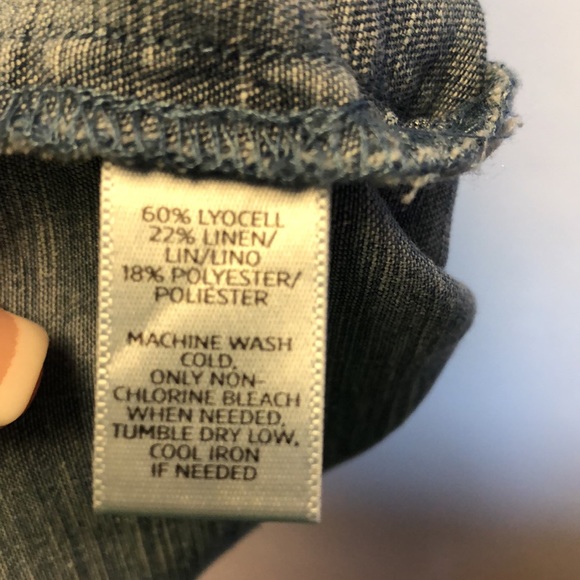 60% LYOCELL
22% LINEN/
LIN/LINO
18% POLYESTER/
POLIÉSTER
MACHINE WASH
COLD,
ONLY NON-
CHLORINE BLEACH
WHEN NEEDED,
TUMBLE DRY LOW,
COOL IRON
IF NEEDED